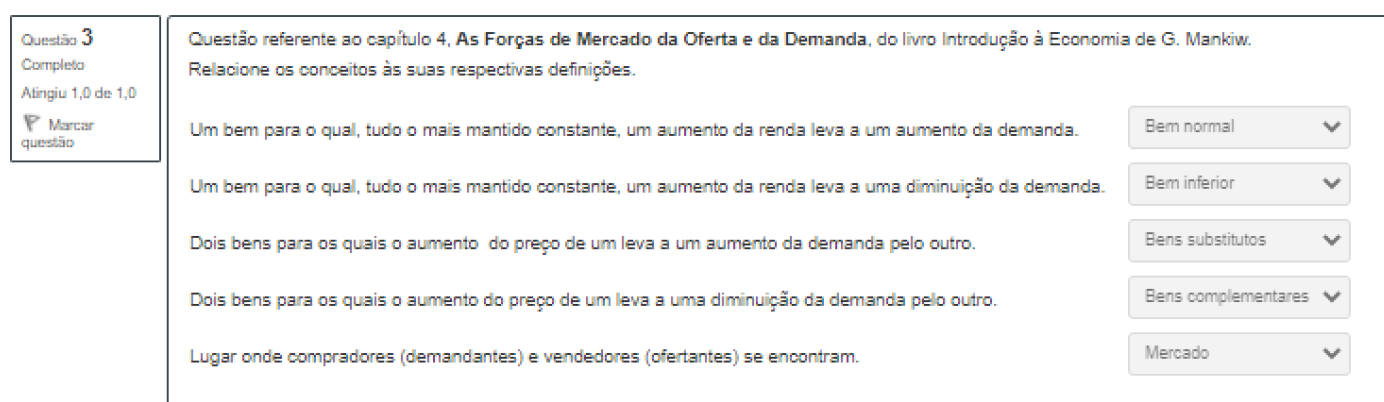 Questão 3
Completo
Atingiu 1,0 de 1,0
Marcar
questão
Questão referente ao capítulo 4, As Forças de Mercado da Oferta e da Demanda, do livro Introdução à Economia de G. Mankiw.
Relacione os conceitos às suas respectivas definições.
Um bem para o qual, tudo o mais mantido constante, um aumento da renda leva a um aumento da demanda.
Bem normal
Um bem para o qual, tudo o mais mantido constante, um aumento da renda leva a uma diminuição da demanda.
Bem inferior
Dois bens para os quais o aumento do preço de um leva a um aumento da demanda pelo outro.
Bens substitutos
Dois bens para os quais o aumento do preço de um leva a uma diminuição da demanda pelo outro.
Bens complementares
Lugar onde compradores (demandantes) e vendedores (ofertantes) se encontram.
Mercado